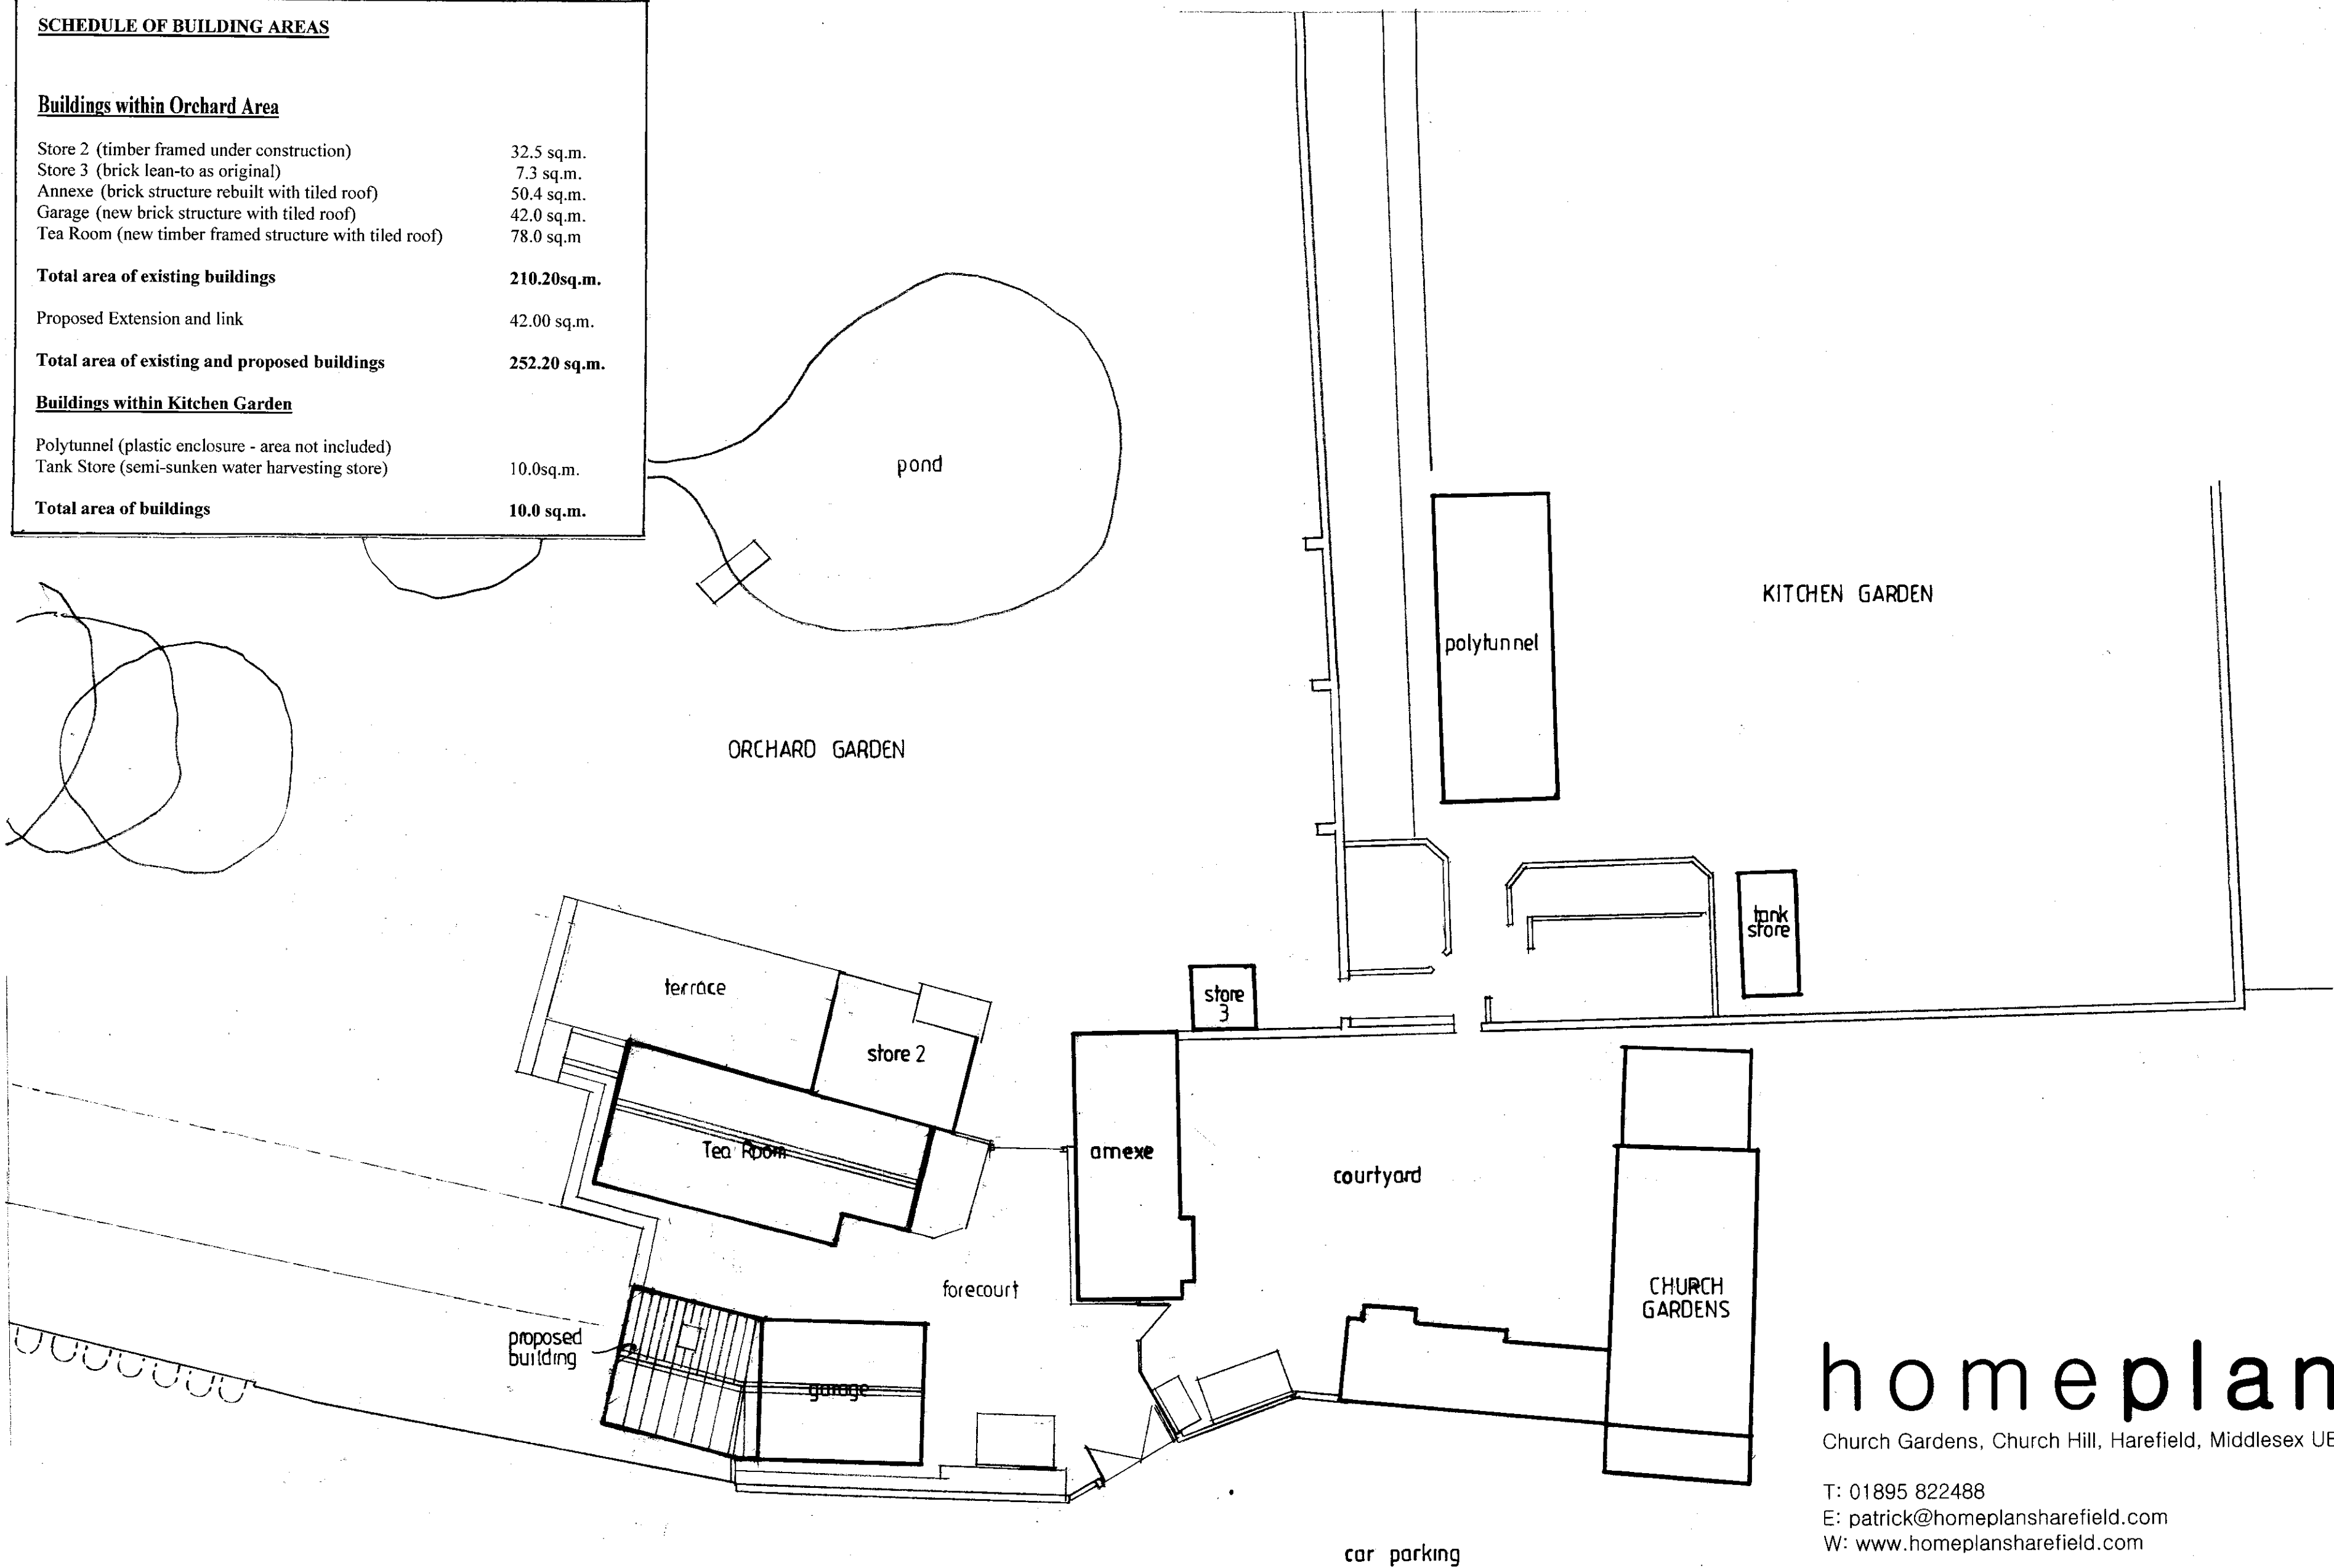 SCHEDULE OF BUILDING AREAS
Buildings within Orchard Area
Store 2 (timber framed under construction) 32.5 sq.m.
Store 3 (brick lean-to as original) 7.3 sq.m.
Annexe (brick structure rebuilt with tiled roof) 50.4 sq.m.
Garage (new brick structure with tiled roof) 42.0 sq.m.
Tea Room (new timber framed structure with tiled roof) 78.0 sq.m
Total area of existing buildings 210.20sq.m.
Proposed Extension and link 42.00 sq.m.
Total area of existing and proposed buildings 252.20 sq.m.
Buildings within Kitchen Garden
Polytunnel (plastic enclosure - area not included)
Tank Store (semi-sunken water harvesting store) 10.0sq.m.
Total area of buildings 10.0 sq.m.
pond
KITCHEN GARDEN
polytunnel
ORCHARD GARDEN
tank
store
terrace
store
3
store 2
Tea Room
annexe
courtyard
forecourt
CHURCH
GARDENS
proposed
building
garage
homeplan
Church Gardens, Church Hill, Harefield, Middlesex UB
T: 01895 822488
E: patrick@homeplansharefield.com
W: www.homeplansharefield.com
car parking